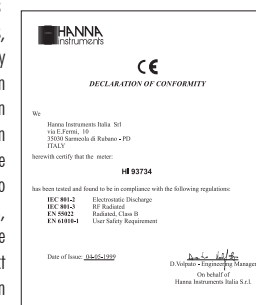 HANNA
instruments
CE
DECLARATION OF CONFORMITY
We
Hanna Instruments Italia Srl
via E.Fermi, 10
35030 Sarmeola di Rubano - PD
ITALY
herewith certify that the meter:
HI 93734
has been tested and found to be in compliance with the following regulations:
IEC 801-2 Electrostatic Discharge
IEC 801-3 RF Radiated
EN 55022 Radiated, Class B
EN 61010-1 User Safety Requirement
Date of Issue: 04-05-1999
D.Volpato - Engineering Manager
On behalf of
Hanna Instruments Italia S.r.l.